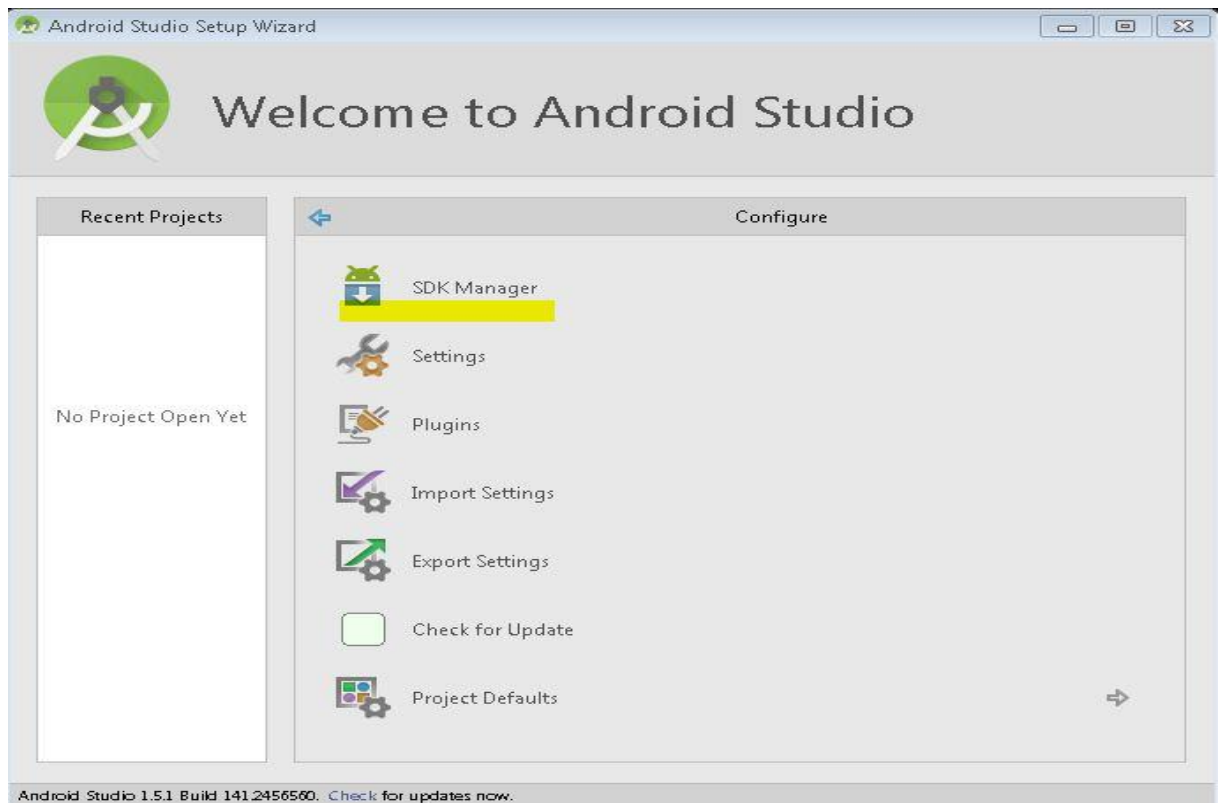 Android Studio Setup Wizard
Welcome to Android Studio
Recent Projects
No Project Open Yet
Configure
SDK Manager
Settings
Plugins
Import Settings
Export Settings
Check for Update
Project Defaults
Android Studio 1.5.1 Build 141.2456560. Check for updates now.